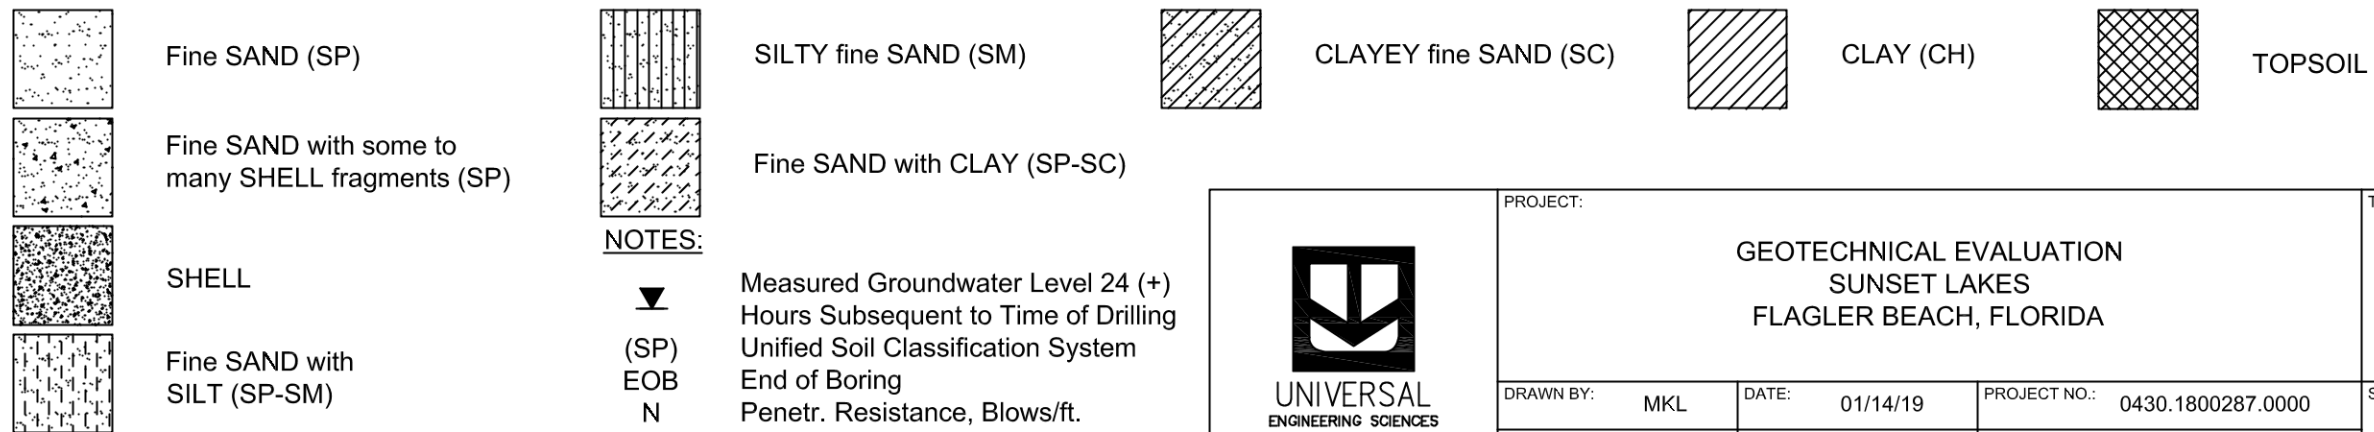 Fine SAND (SP)
SILTY fine SAND (SM)
CLAYEY fine SAND (SC)
CLAY (CH)
TOPSOIL
Fine SAND with some to
many SHELL fragments (SP)
Fine SAND with CLAY (SP-SC)
SHELL
Fine SAND with
SILT (SP-SM)
NOTES:
Measured Groundwater Level 24 (+)
Hours Subsequent to Time of Drilling
(SP) Unified Soil Classification System
EOB End of Boring
N Penetr. Resistance, Blows/ft.
UNIVERSAL
ENGINEERING SCIENCES
PROJECT:
GEOTECHNICAL EVALUATION
SUNSET LAKES
FLAGLER BEACH, FLORIDA
DRAWN BY: MKL
DATE: 01/14/19
PROJECT NO.: 0430.1800287.0000